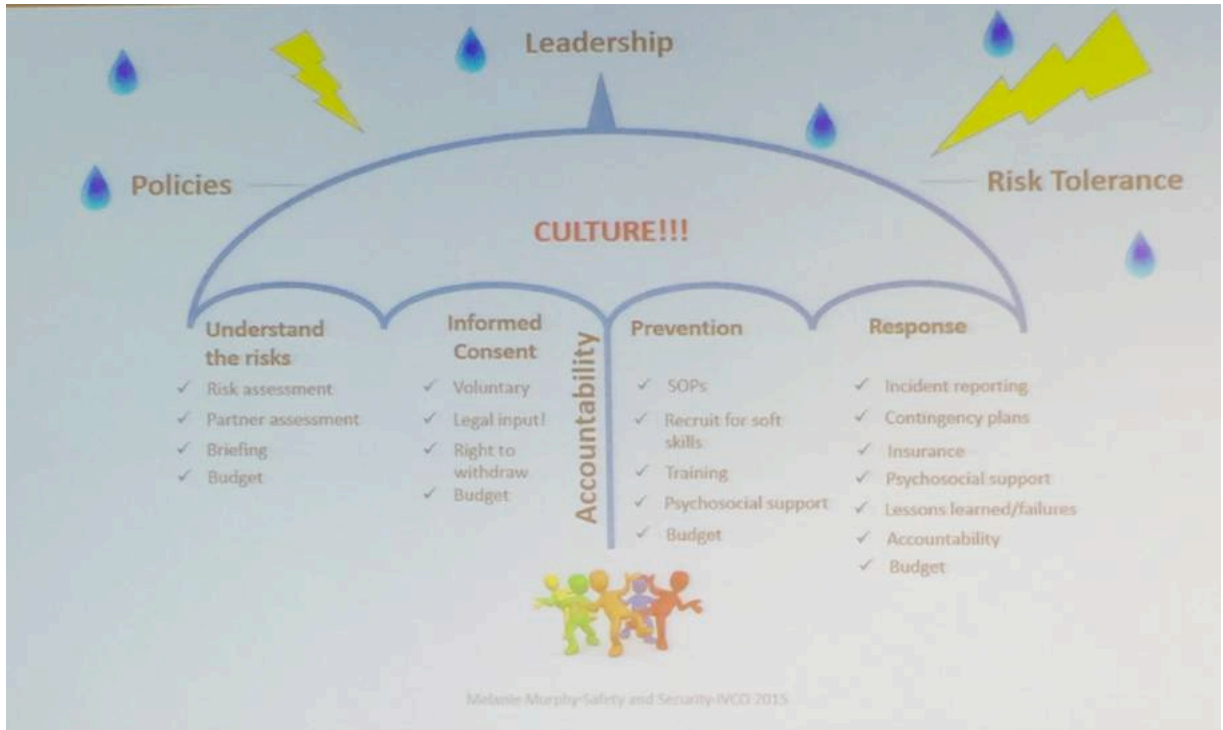 Leadership
Policies
Risk Tolerance
CULTURE!!!
Understand
the risks
✓ Risk assessment
✓ Partner assessment
✓ Briefing
✓ Budget
Informed
Consent
✓ Voluntary
✓ Legal input!
✓ Right to
withdraw
✓ Budget
Accountability
Prevention
✓ SOPs
✓ Recruit for soft
skills
✓ Training
✓ Psychosocial support
✓ Budget
Response
✓ Incident reporting
✓ Contingency plans
✓ Insurance
✓ Psychosocial support
✓ Lessons learned/failures
✓ Accountability
✓ Budget
Melanie Murphy-Safety and Security-IVCO 2015